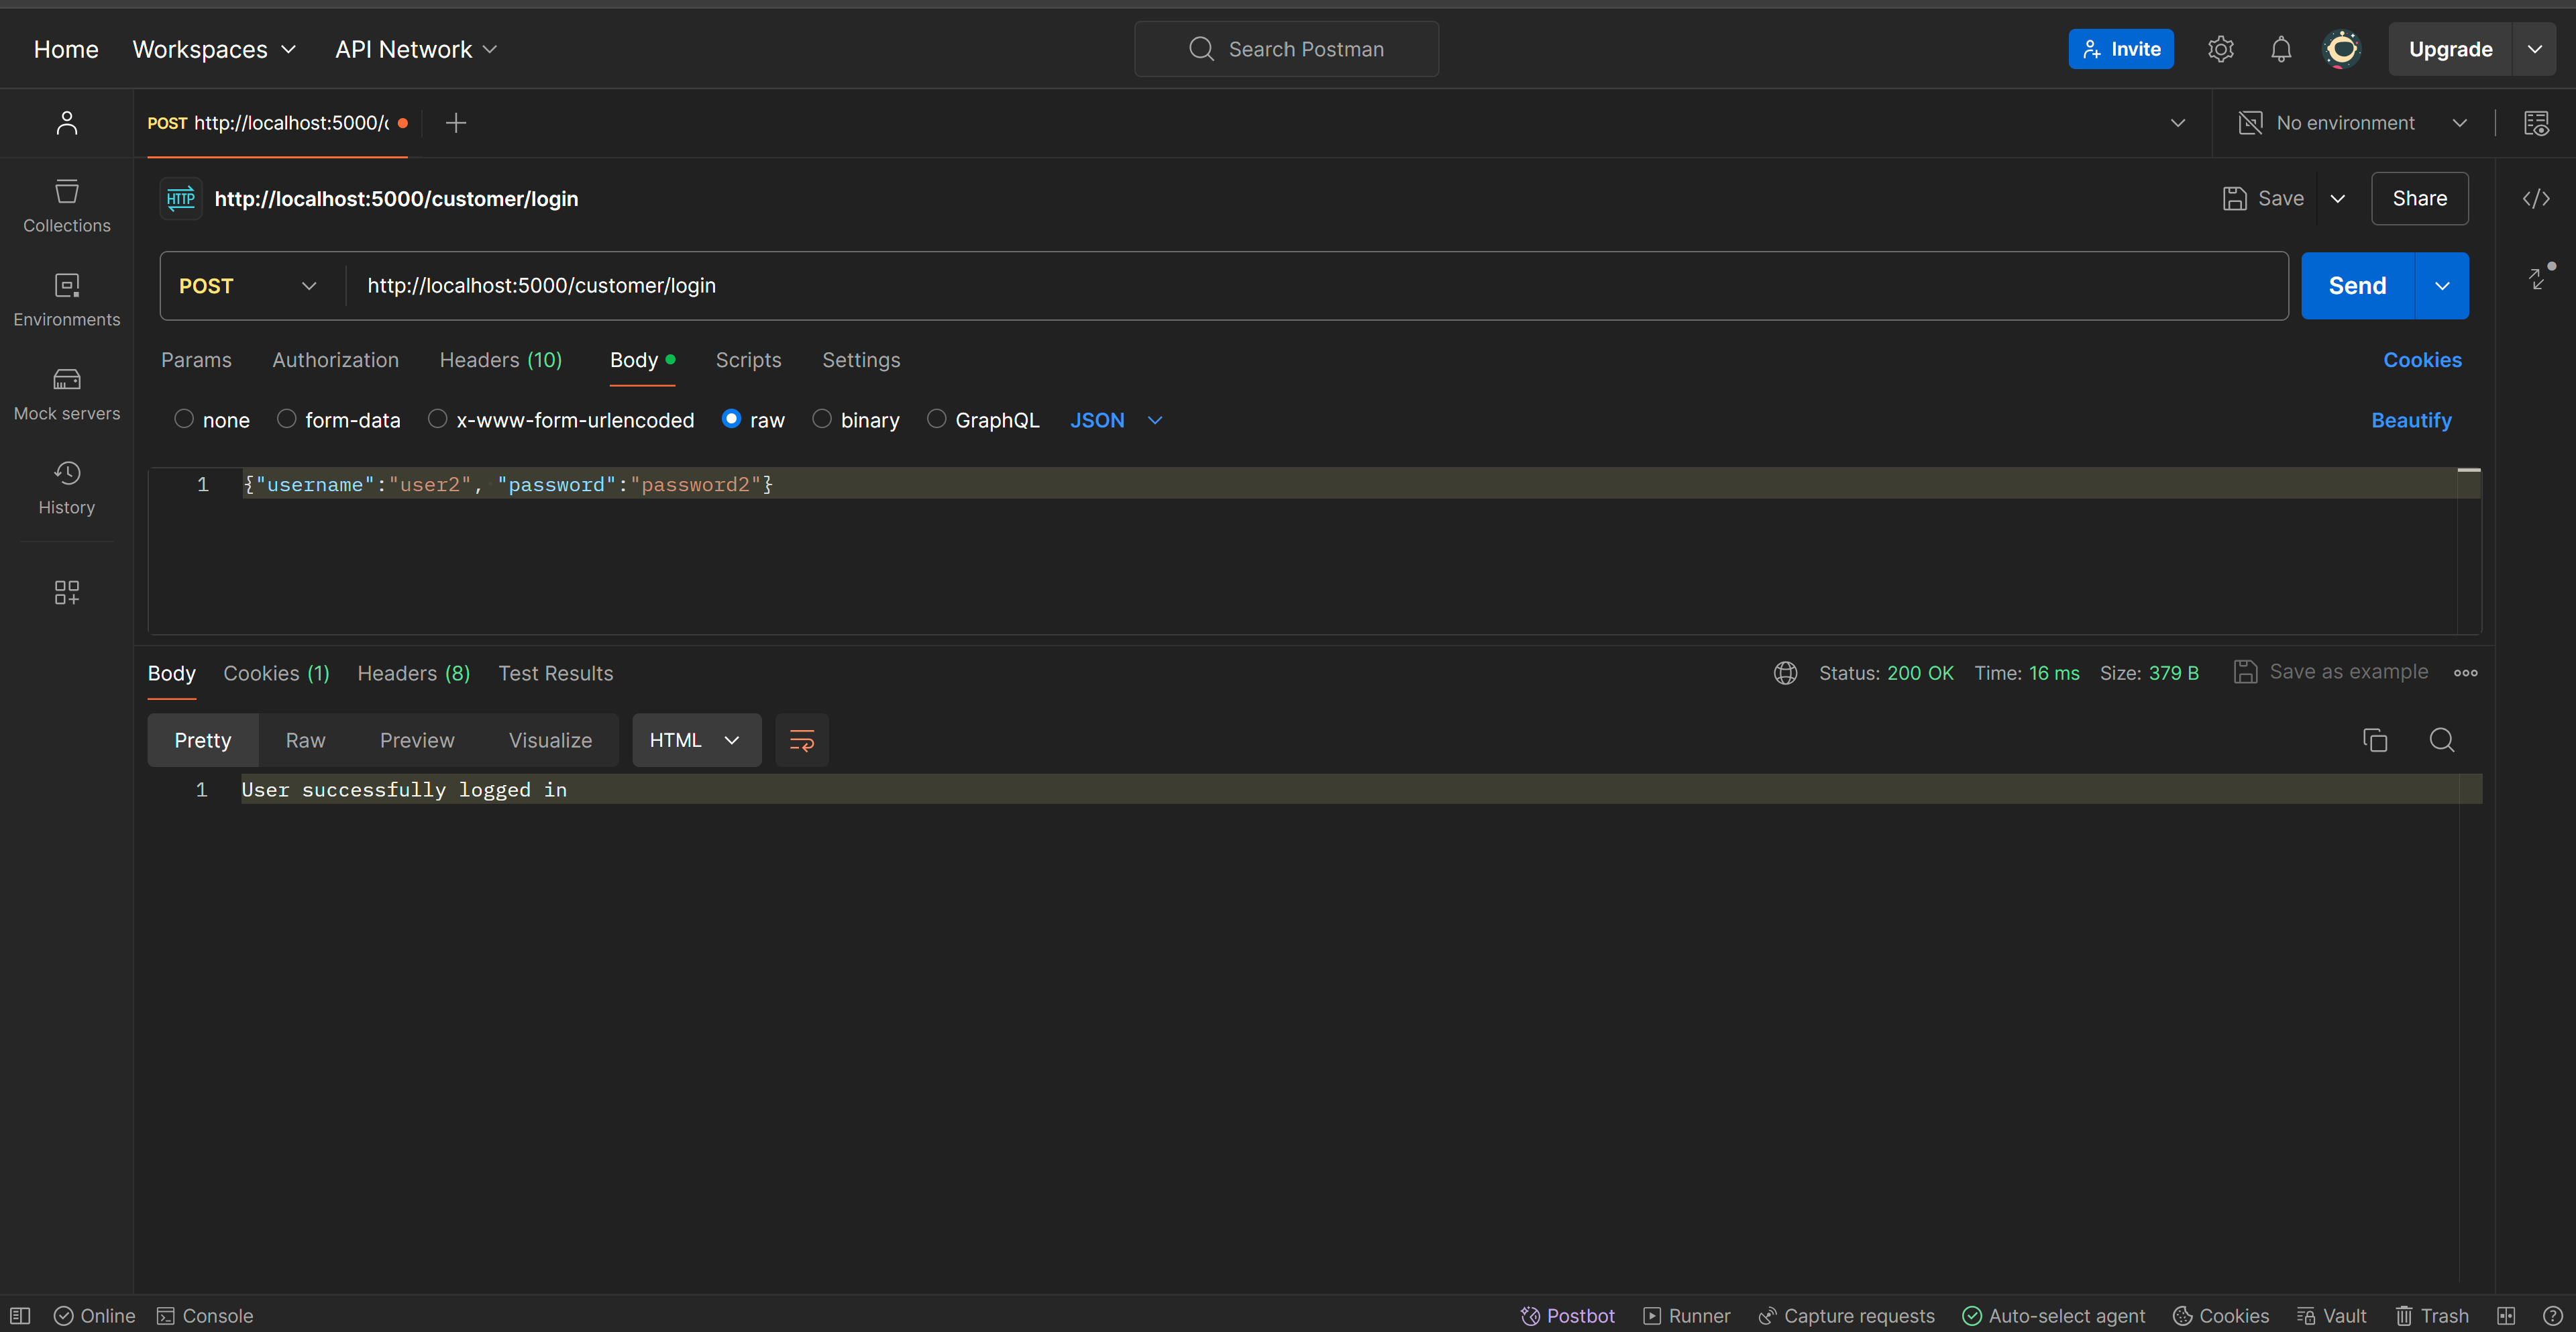 Home Workspaces API Network Search Postman Invite Upgrade
POST http://localhost:5000/c No environment
HTTP http://localhost:5000/customer/login Save Share
Collections
POST http://localhost:5000/customer/login Send
Environments
Params Authorization Headers (10) Body Scripts Settings Cookies
Mock servers
none form-data x-www-form-urlencoded raw binary GraphQL JSON Beautify
1 {"username":"user2", "password":"password2"}
History
Body Cookies (1) Headers (8) Test Results Status: 200 OK Time: 16 ms Size: 379 B Save as example
Pretty Raw Preview Visualize HTML
1 User successfully logged in
Online Console Postbot Runner Capture requests Auto-select agent Cookies Vault Trash